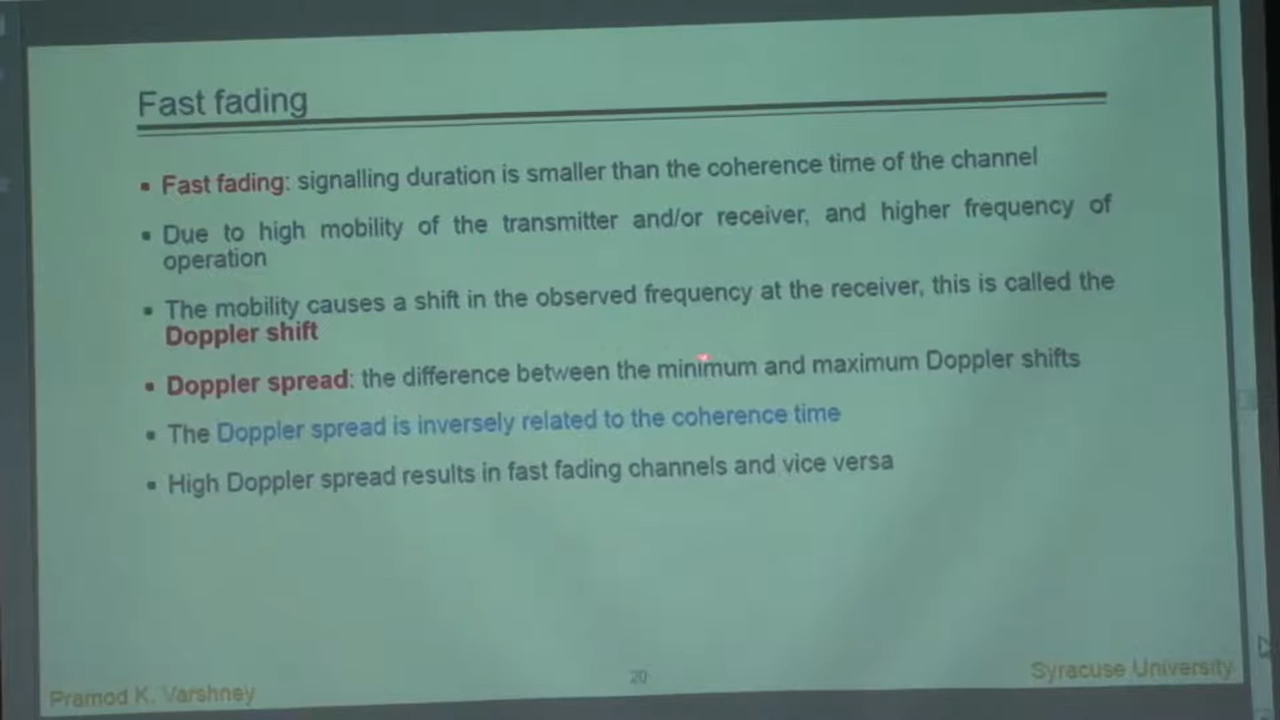 Fast fading
▪ Fast fading: signalling duration is smaller than the coherence time of the channel
▪ Due to high mobility of the transmitter and/or receiver, and higher frequency of
operation
▪ The mobility causes a shift in the observed frequency at the receiver, this is called the
Doppler shift
▪ Doppler spread: the difference between the minimum and maximum Doppler shifts
▪ The Doppler spread is inversely related to the coherence time
▪ High Doppler spread results in fast fading channels and vice versa
Pramod K. Varshney
20
Syracuse University